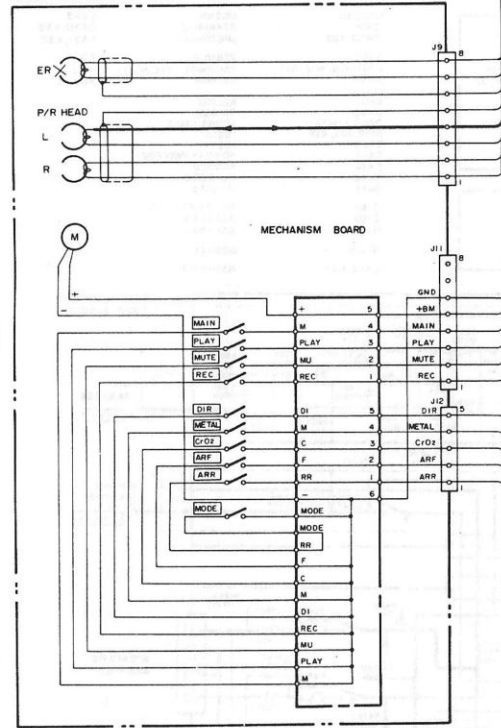 J9
8
ER
P/R HEAD
L
R
1
M
MECHANISM BOARD
J11
8
+
-
GND
+ 5 +BM
MAIN M 4 MAIN
PLAY PLAY 3 PLAY
MUTE MU 2 MUTE
REC REC 1 REC
1
J12
DIR DI 5 DIR 5
METAL M 4 METAL
CrO2 C 3 CrO2
ARF F 2 ARF
ARR RR 1 ARR
- 6
1
MODE MODE
MODE
RR
F
C
M
DI
REC
MU
PLAY
M